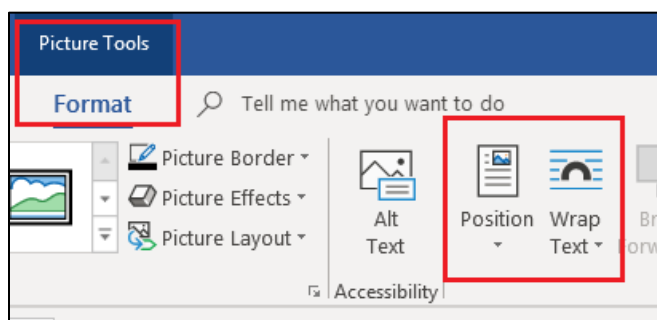 Picture Tools
Format
Tell me what you want to do
Picture Border
Picture Effects
Picture Layout
Alt
Text
Accessibility
Position
Wrap
Text